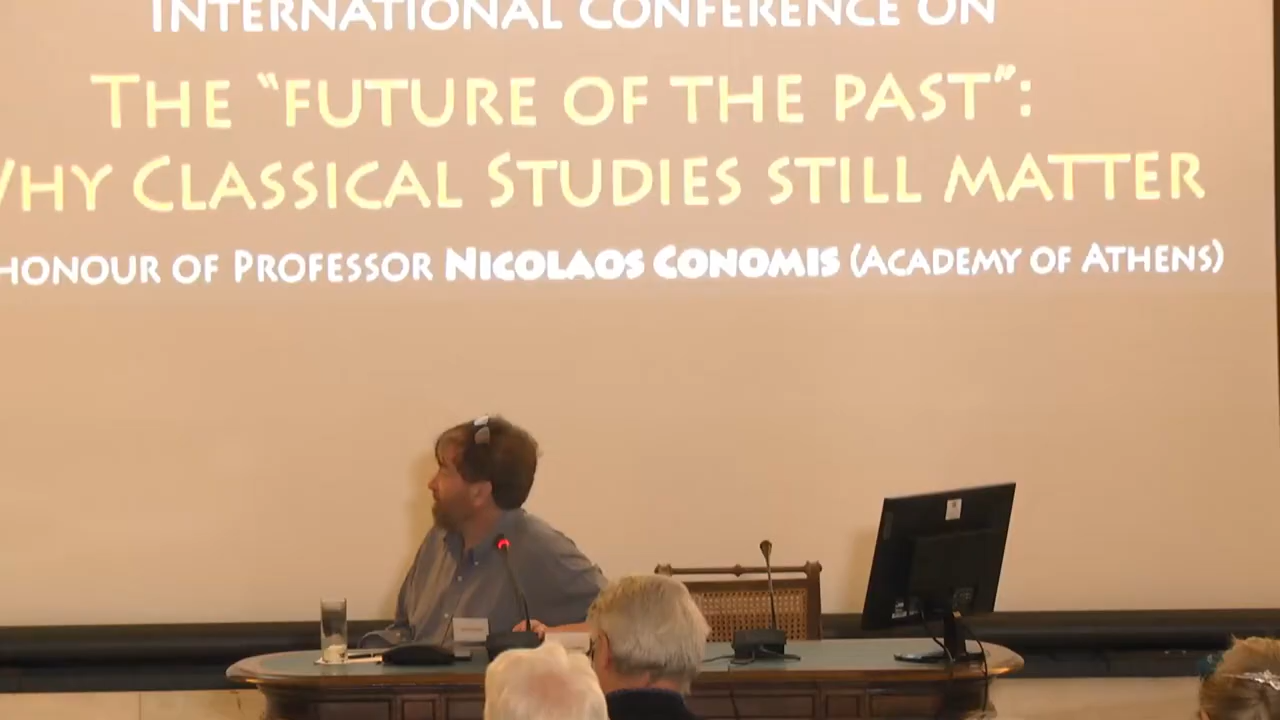 INTERNATIONAL CONFERENCE ON
THE “FUTURE OF THE PAST”:
WHY CLASSICAL STUDIES STILL MATTER
HONOUR OF PROFESSOR NICOLAOS CONOMIS (ACADEMY OF ATHENS)